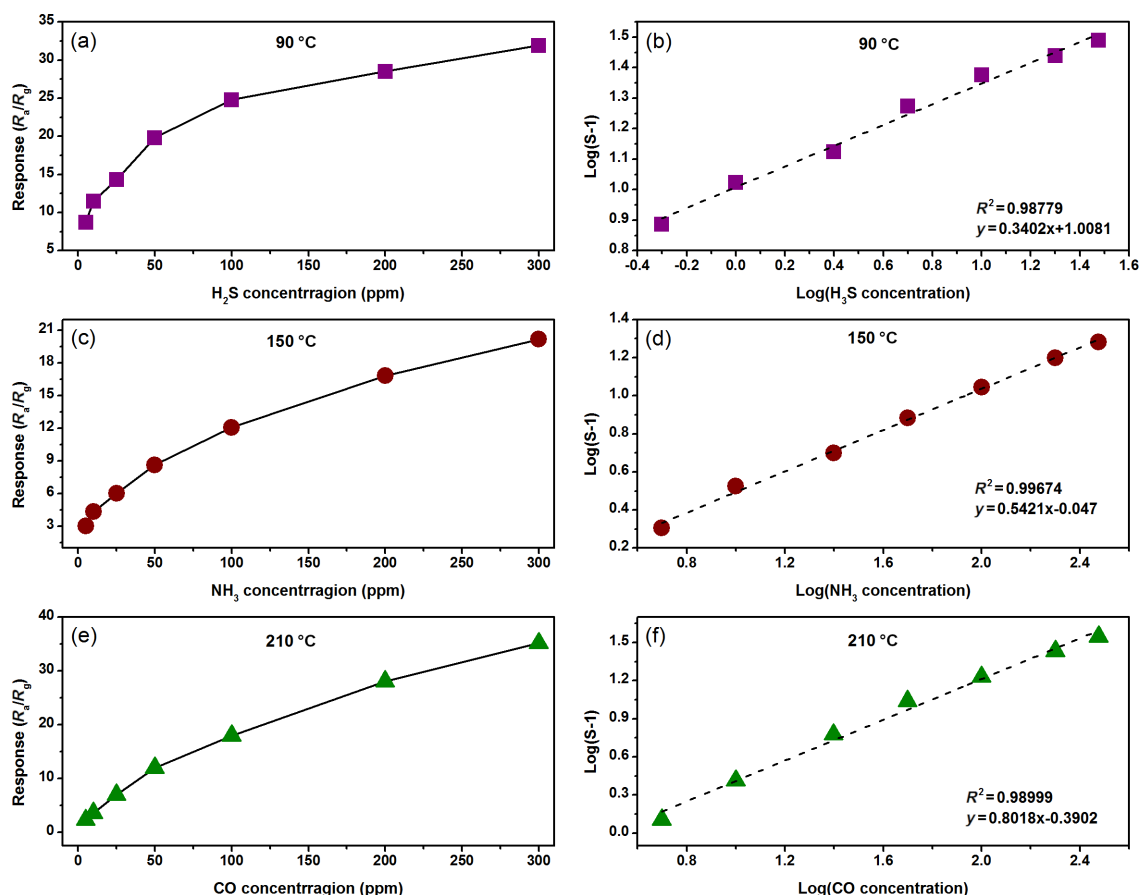 (a)
90 °C
Response (Ra/Rg)
35
30
25
20
15
10
5
0 50 100 150 200 250 300
H2S concentrragion (ppm)
(b)
90 °C
Log(S-1)
1.5
1.4
1.3
1.2
1.1
1.0
0.9
0.8
R2=0.98779
y=0.3402x+1.0081
-0.4 -0.2 0.0 0.2 0.4 0.6 0.8 1.0 1.2 1.4 1.6
Log(H3S concentration)
(c)
150 °C
Response (Ra/Rg)
21
18
15
12
9
6
3
0 50 100 150 200 250 300
NH3 concentrragion (ppm)
(d)
150 °C
Log(S-1)
1.4
1.2
1.0
0.8
0.6
0.4
0.2
R2=0.99674
y=0.5421x-0.047
0.8 1.2 1.6 2.0 2.4
Log(NH3 concentration)
(e)
210 °C
Response (Ra/Rg)
40
30
20
10
0
0 50 100 150 200 250 300
CO concentrragion (ppm)
(f)
210 °C
Log(S-1)
1.5
1.2
0.9
0.6
0.3
0.0
R2=0.98999
y=0.8018x-0.3902
0.8 1.2 1.6 2.0 2.4
Log(CO concentration)